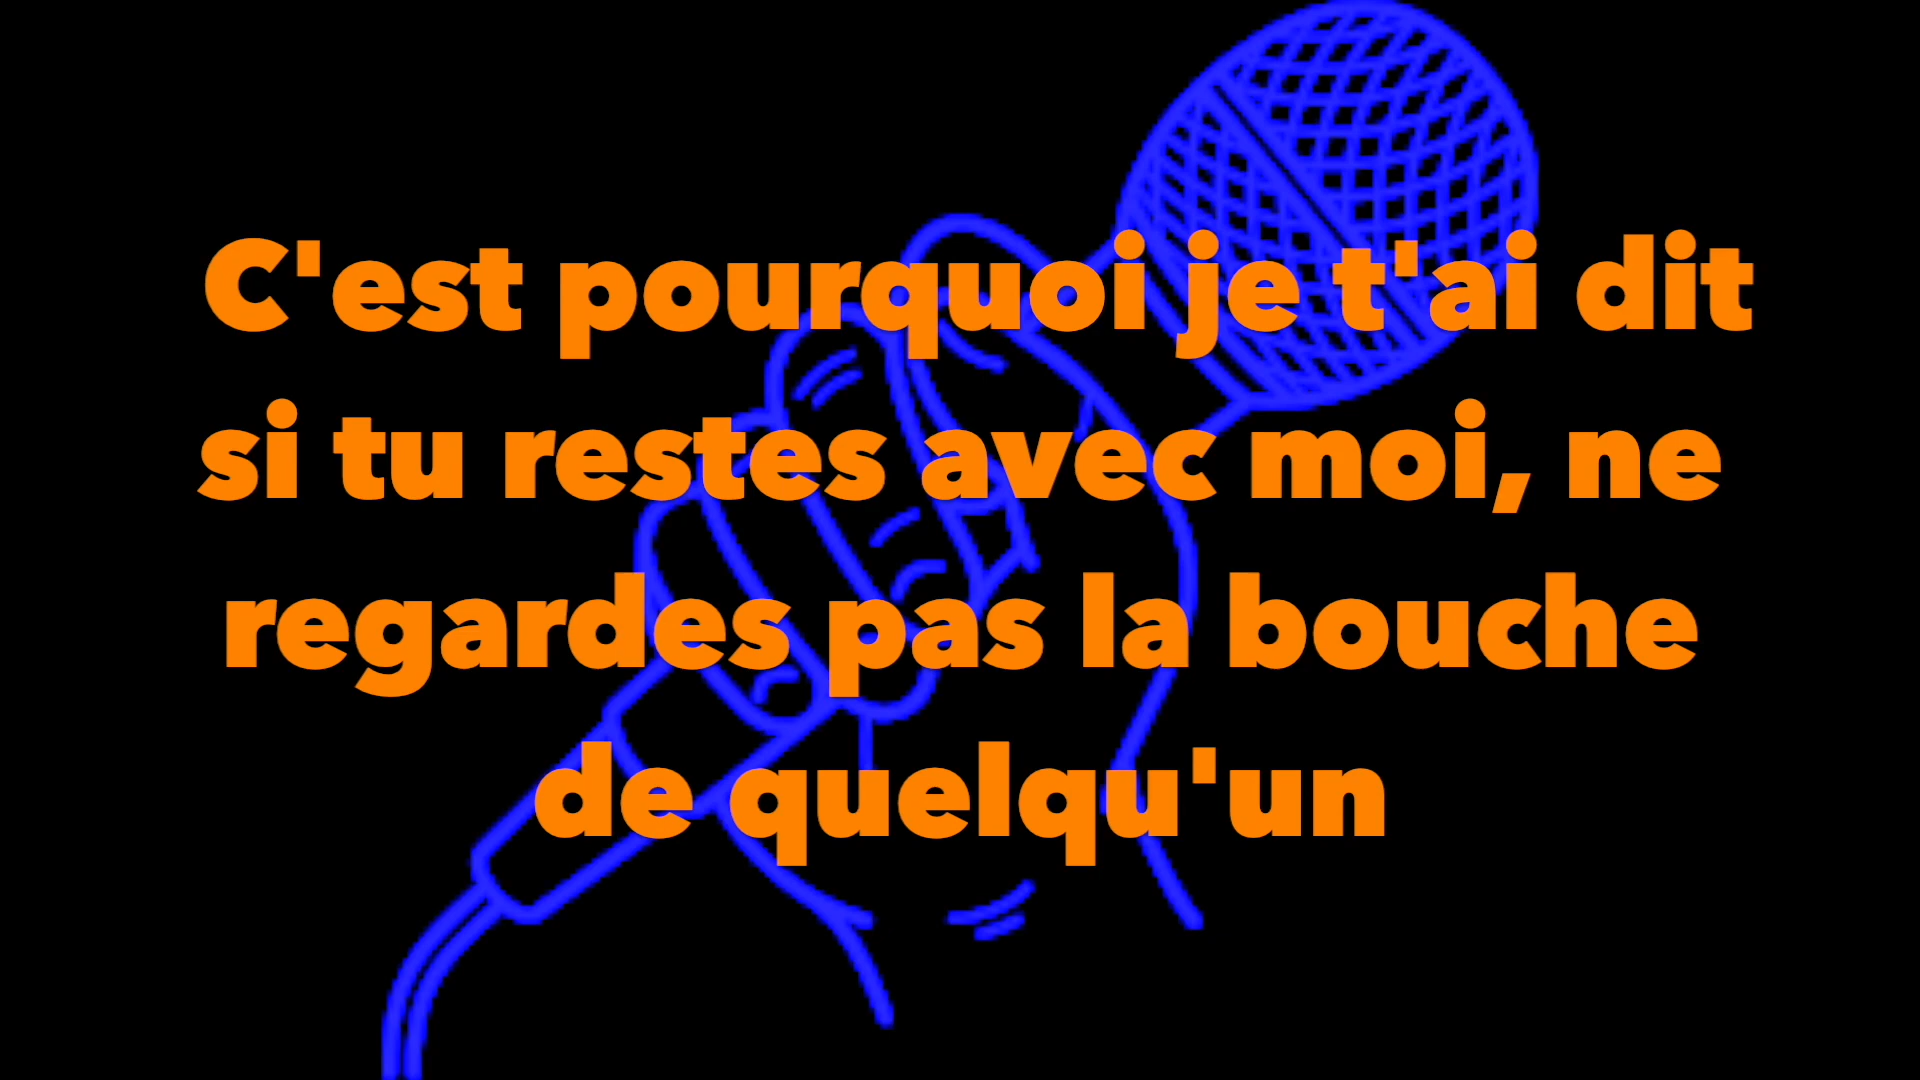 C'est pourquoi je t'ai dit
si tu restes avec moi, ne
regardes pas la bouche
de quelqu'un